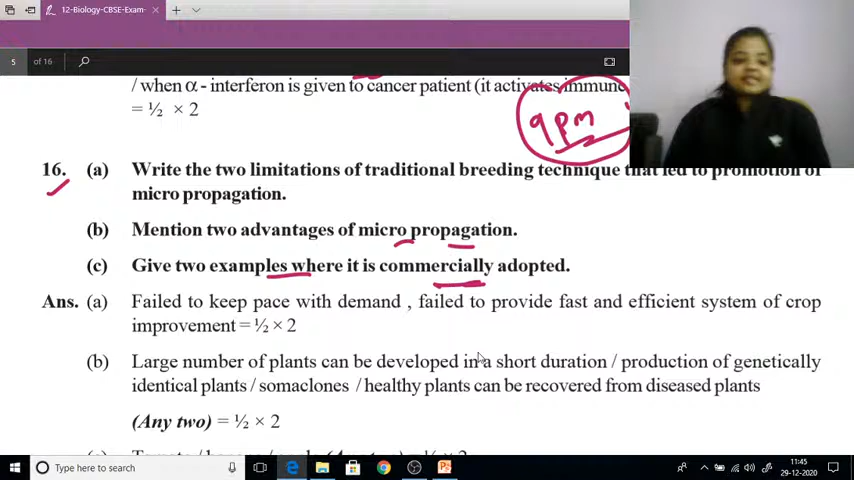 12-Biology-CBSE-Exam-
5 of 16
/ when α - interferon is given to cancer patient (it activates immune
= ½ × 2
9 pm
16. (a) Write the two limitations of traditional breeding technique that led to promotion of
micro propagation.
(b) Mention two advantages of micro propagation.
(c) Give two examples where it is commercially adopted.
Ans. (a) Failed to keep pace with demand , failed to provide fast and efficient system of crop
improvement = ½ × 2
(b) Large number of plants can be developed in a short duration / production of genetically
identical plants / somaclones / healthy plants can be recovered from diseased plants
(Any two) = ½ × 2
Type here to search
11:45
29-12-2020